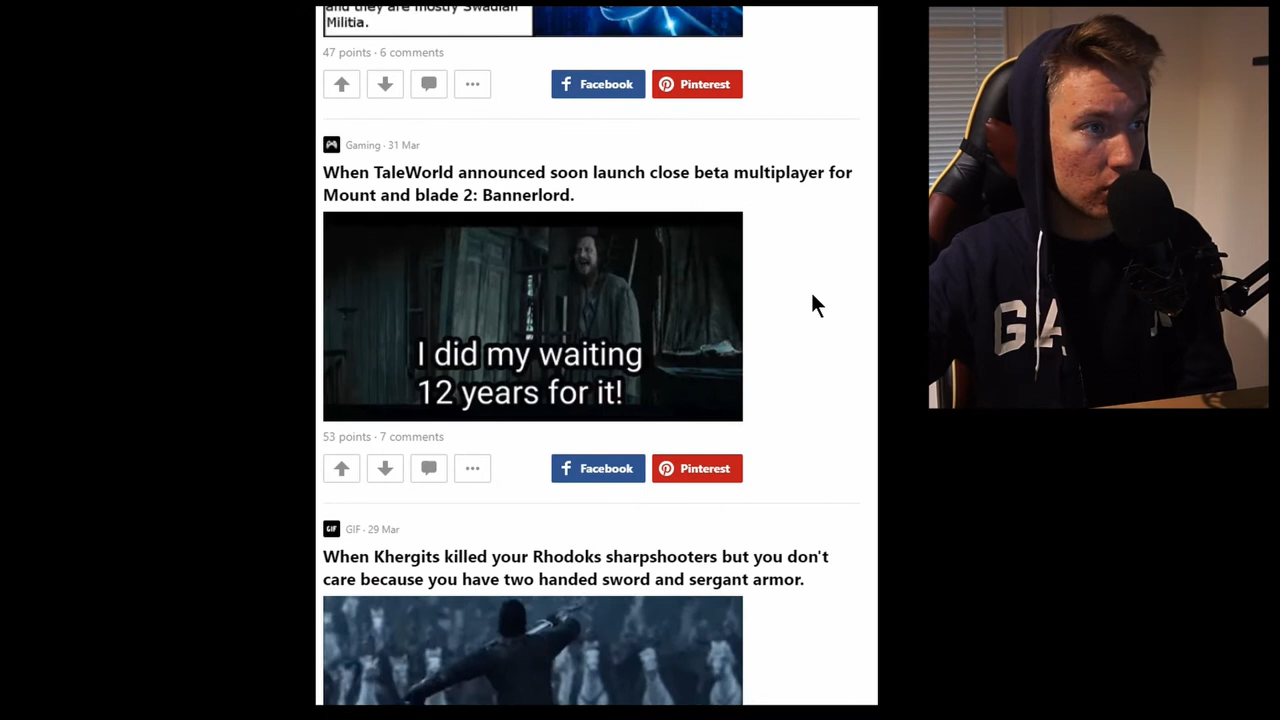 and they are mostly Swadian
Militia.
47 points · 6 comments
Facebook
Pinterest
Gaming · 31 Mar
When TaleWorld announced soon launch close beta multiplayer for
Mount and blade 2: Bannerlord.
I did my waiting
12 years for it!
53 points · 7 comments
Facebook
Pinterest
GIF
GIF · 29 Mar
When Khergits killed your Rhodoks sharpshooters but you don't
care because you have two handed sword and sergant armor.